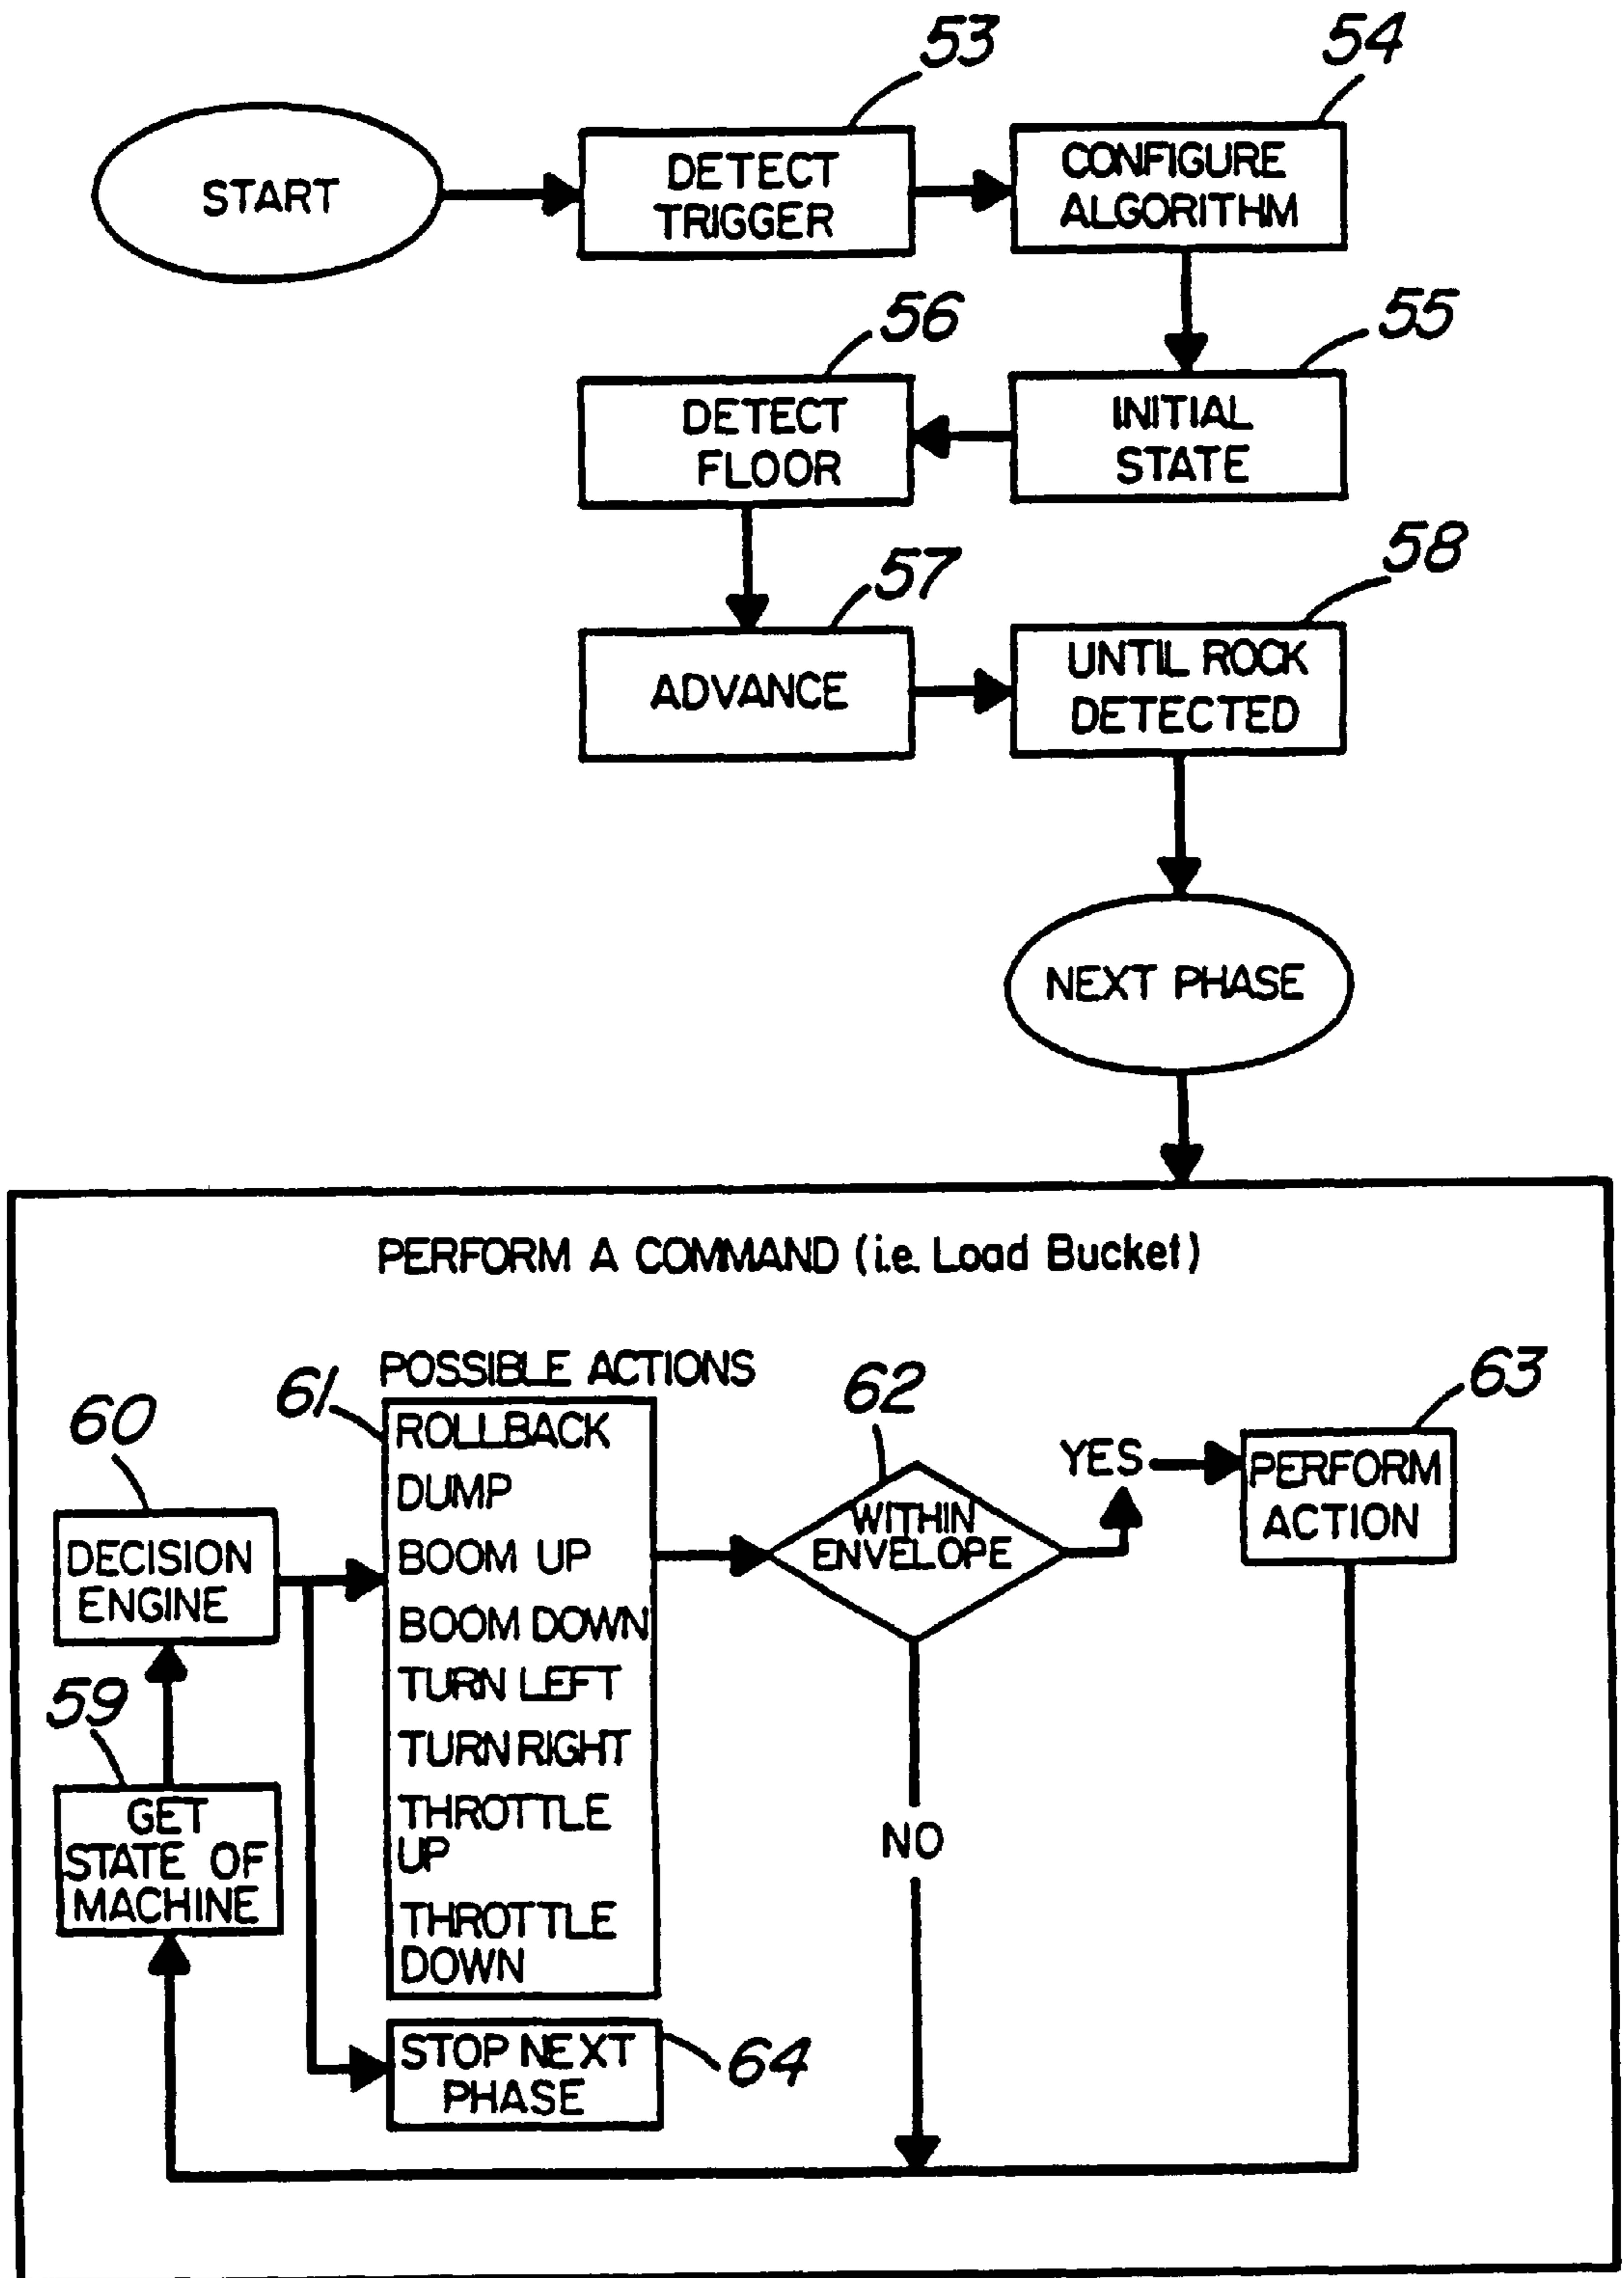 53
54
START
DETECT
TRIGGER
CONFIGURE
ALGORITHM
56
55
DETECT
FLOOR
INITIAL
STATE
57
58
ADVANCE
UNTIL ROCK
DETECTED
NEXT PHASE
PERFORM A COMMAND (i.e. Load Bucket)
POSSIBLE ACTIONS
60
61
62
63
ROLLBACK
DUMP
BOOM UP
BOOM DOWN
TURN LEFT
TURN RIGHT
THROTTLE
UP
THROTTLE
DOWN
DECISION
ENGINE
59
GET
STATE OF
MACHINE
WITHIN
ENVELOPE
YES
PERFORM
ACTION
NO
STOP NEXT
PHASE
64